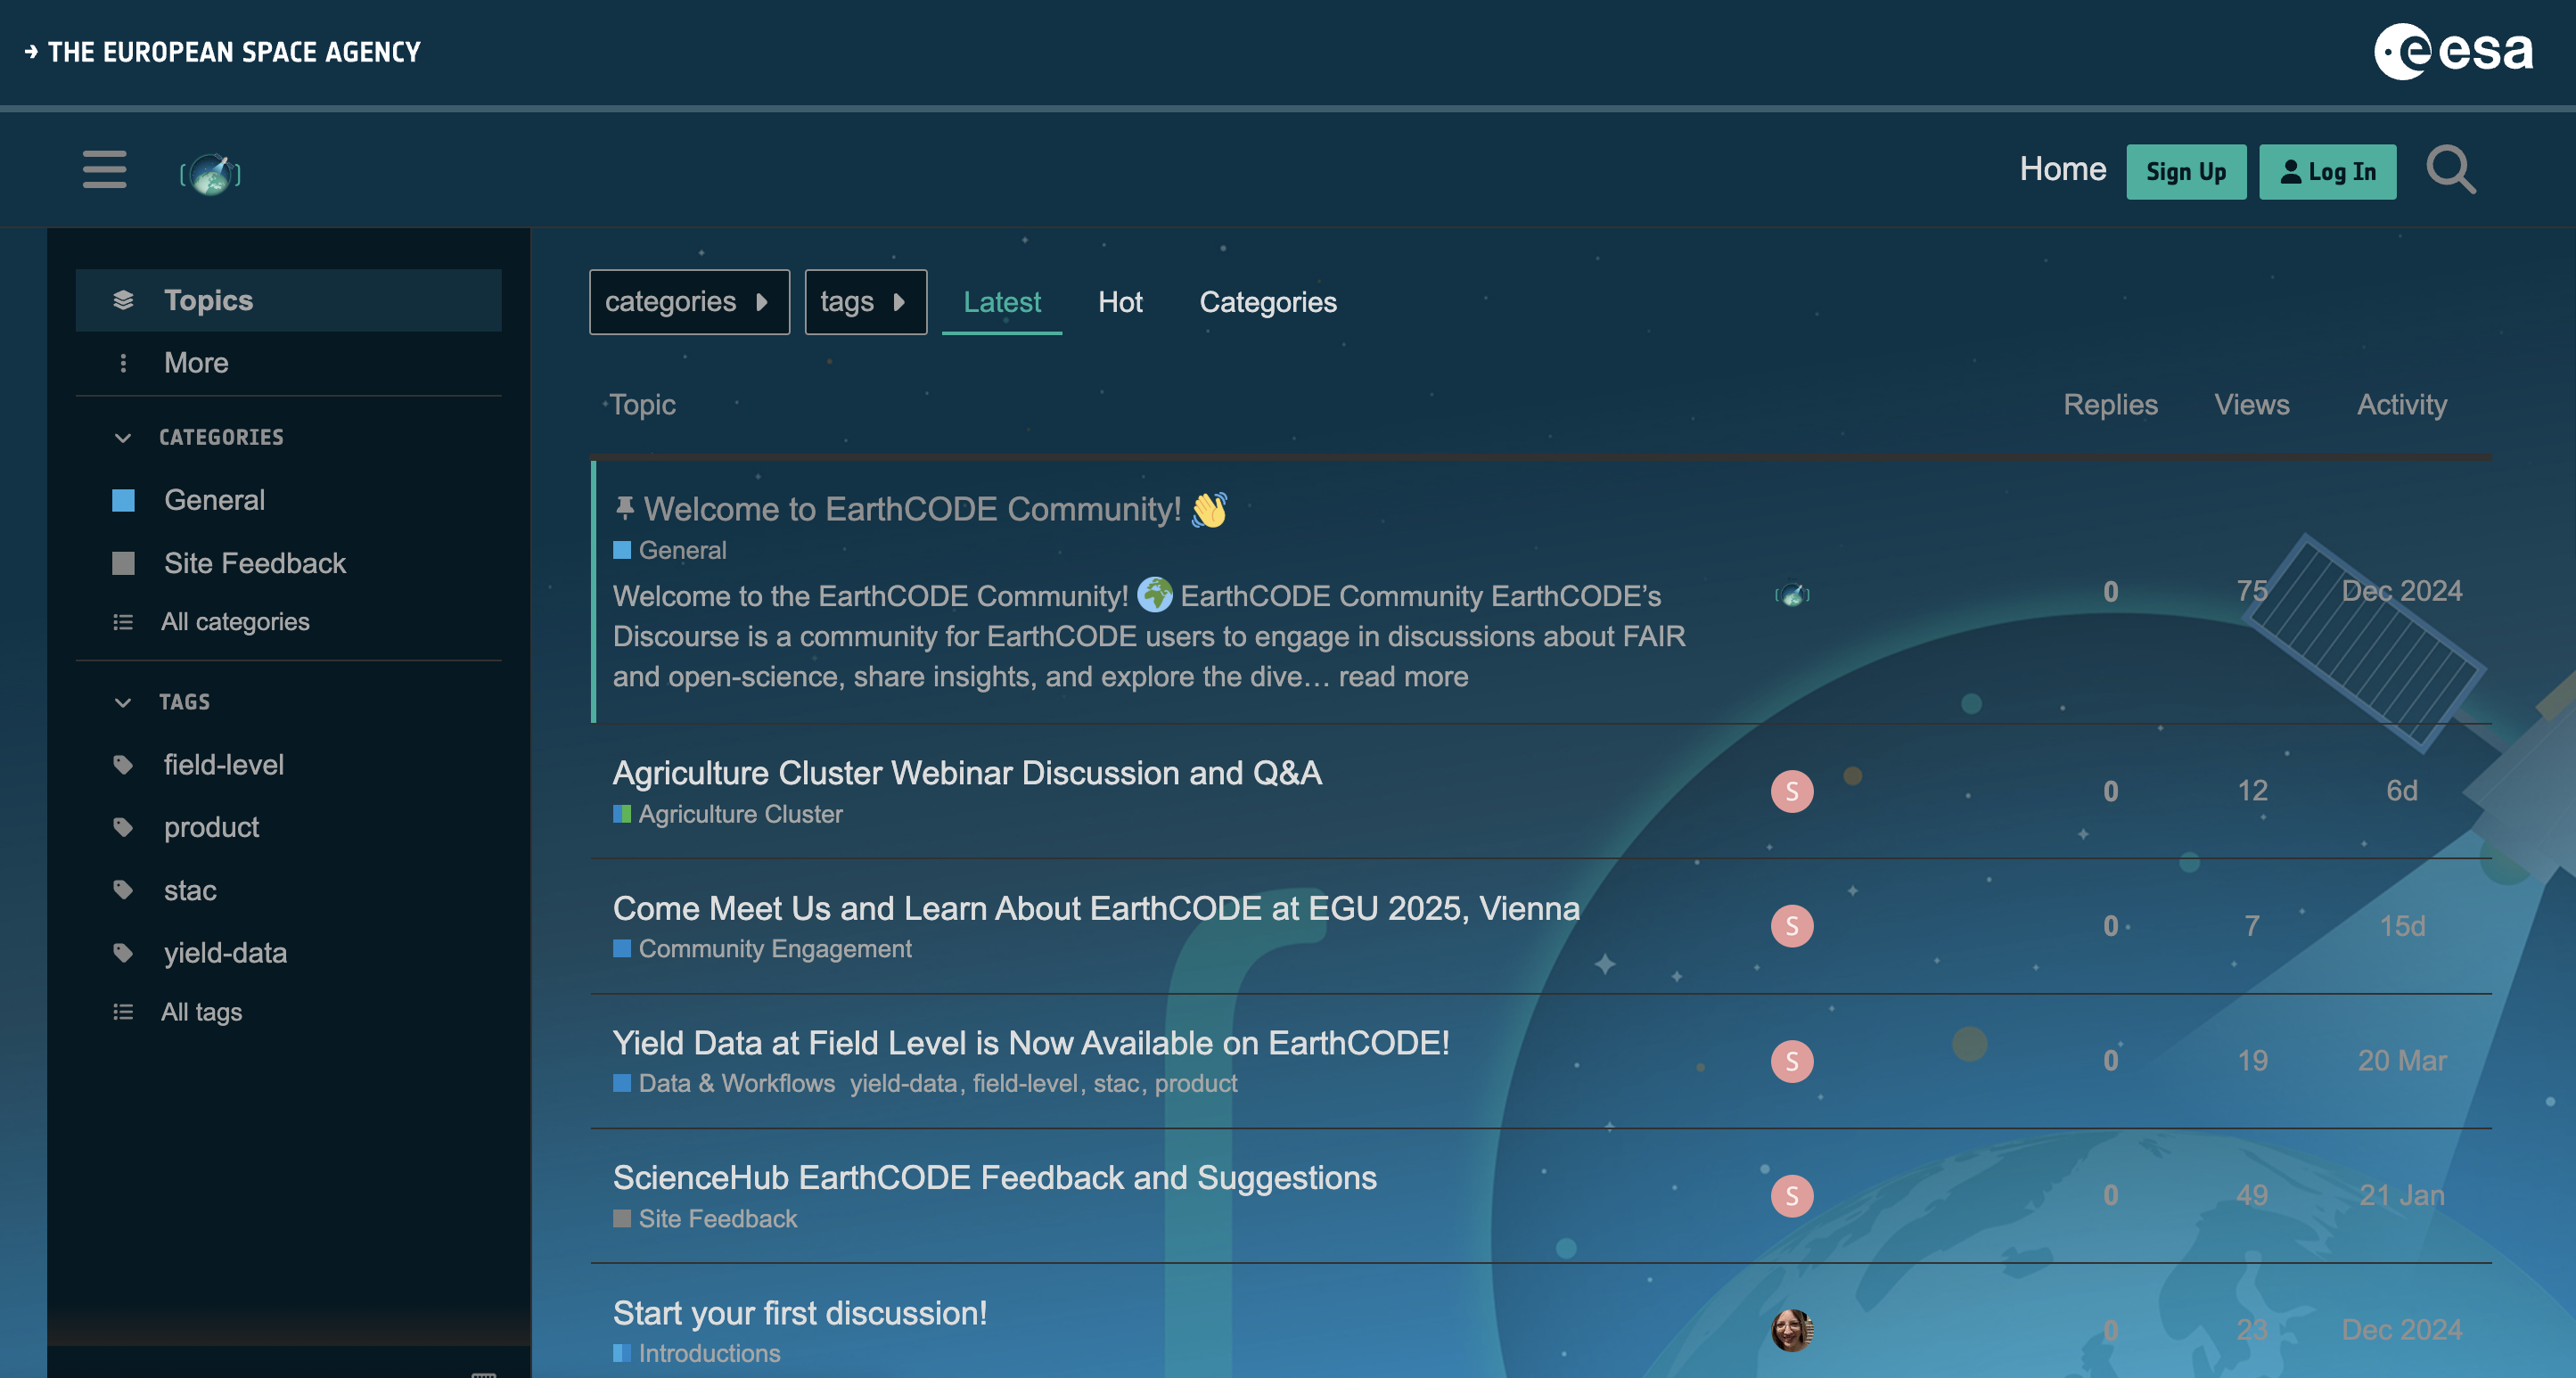 → THE EUROPEAN SPACE AGENCY
esa
Home
Sign Up
Log In
Topics
More
CATEGORIES
General
Site Feedback
All categories
TAGS
field-level
product
stac
yield-data
All tags
categories
tags
Latest
Hot
Categories
Topic
Replies
Views
Activity
Welcome to EarthCODE Community! 👋
General
Welcome to the EarthCODE Community! 🌍 EarthCODE Community EarthCODE’s
Discourse is a community for EarthCODE users to engage in discussions about FAIR
and open-science, share insights, and explore the dive… read more
0
75
Dec 2024
Agriculture Cluster Webinar Discussion and Q&A
Agriculture Cluster
S
0
12
6d
Come Meet Us and Learn About EarthCODE at EGU 2025, Vienna
Community Engagement
S
0
7
15d
Yield Data at Field Level is Now Available on EarthCODE!
Data & Workflows yield-data, field-level, stac, product
S
0
19
20 Mar
ScienceHub EarthCODE Feedback and Suggestions
Site Feedback
S
0
49
21 Jan
Start your first discussion!
Introductions
0
23
Dec 2024